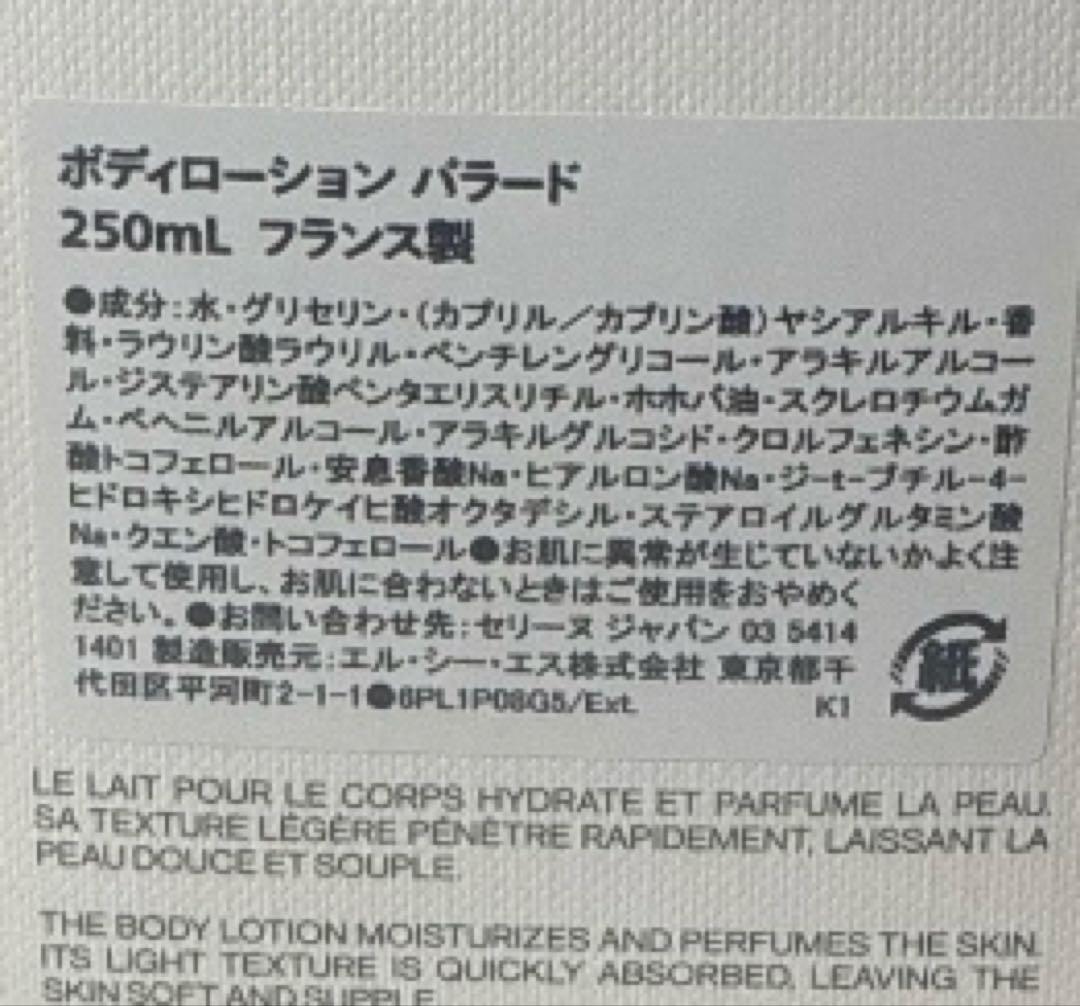 ボディローション パラード
250mL フランス製
●成分:水・グリセリン・(カプリル/カプリン酸)ヤシアルキル・香
料・ラウリン酸ラウリル・ペンチレングリコール・アラキルアルコー
ル・ジステアリン酸ペンタエリスリチル・ホホバ油・スクレロチウムガ
ム・ベヘニルアルコール・アラキルグルコシド・クロルフェネシン・酢
酸トコフェロール・安息香酸Na・ヒアルロン酸Na・ジ-t-ブチル-4-
ヒドロキシヒドロケイヒ酸オクタデシル・ステアロイルグルタミン酸
Na・クエン酸・トコフェロール●お肌に異常が生じていないかよく注
意して使用し、お肌に合わないときはご使用をおやめく
ださい。●お問い合わせ先:セリーヌ ジャパン 03 5414
1401 製造販売元:エル・シー・エス株式会社 東京都千
代田区平河町2-1-1●6PL1P08G5/Ext. K1
紙
LE LAIT POUR LE CORPS HYDRATE ET PARFUME LA PEAU.
SA TEXTURE LÉGÈRE PÉNÈTRE RAPIDEMENT, LAISSANT LA
PEAU DOUCE ET SOUPLE.
THE BODY LOTION MOISTURIZES AND PERFUMES THE SKIN.
ITS LIGHT TEXTURE IS QUICKLY ABSORBED, LEAVING THE
SKIN SOFT AND SUPPLE.